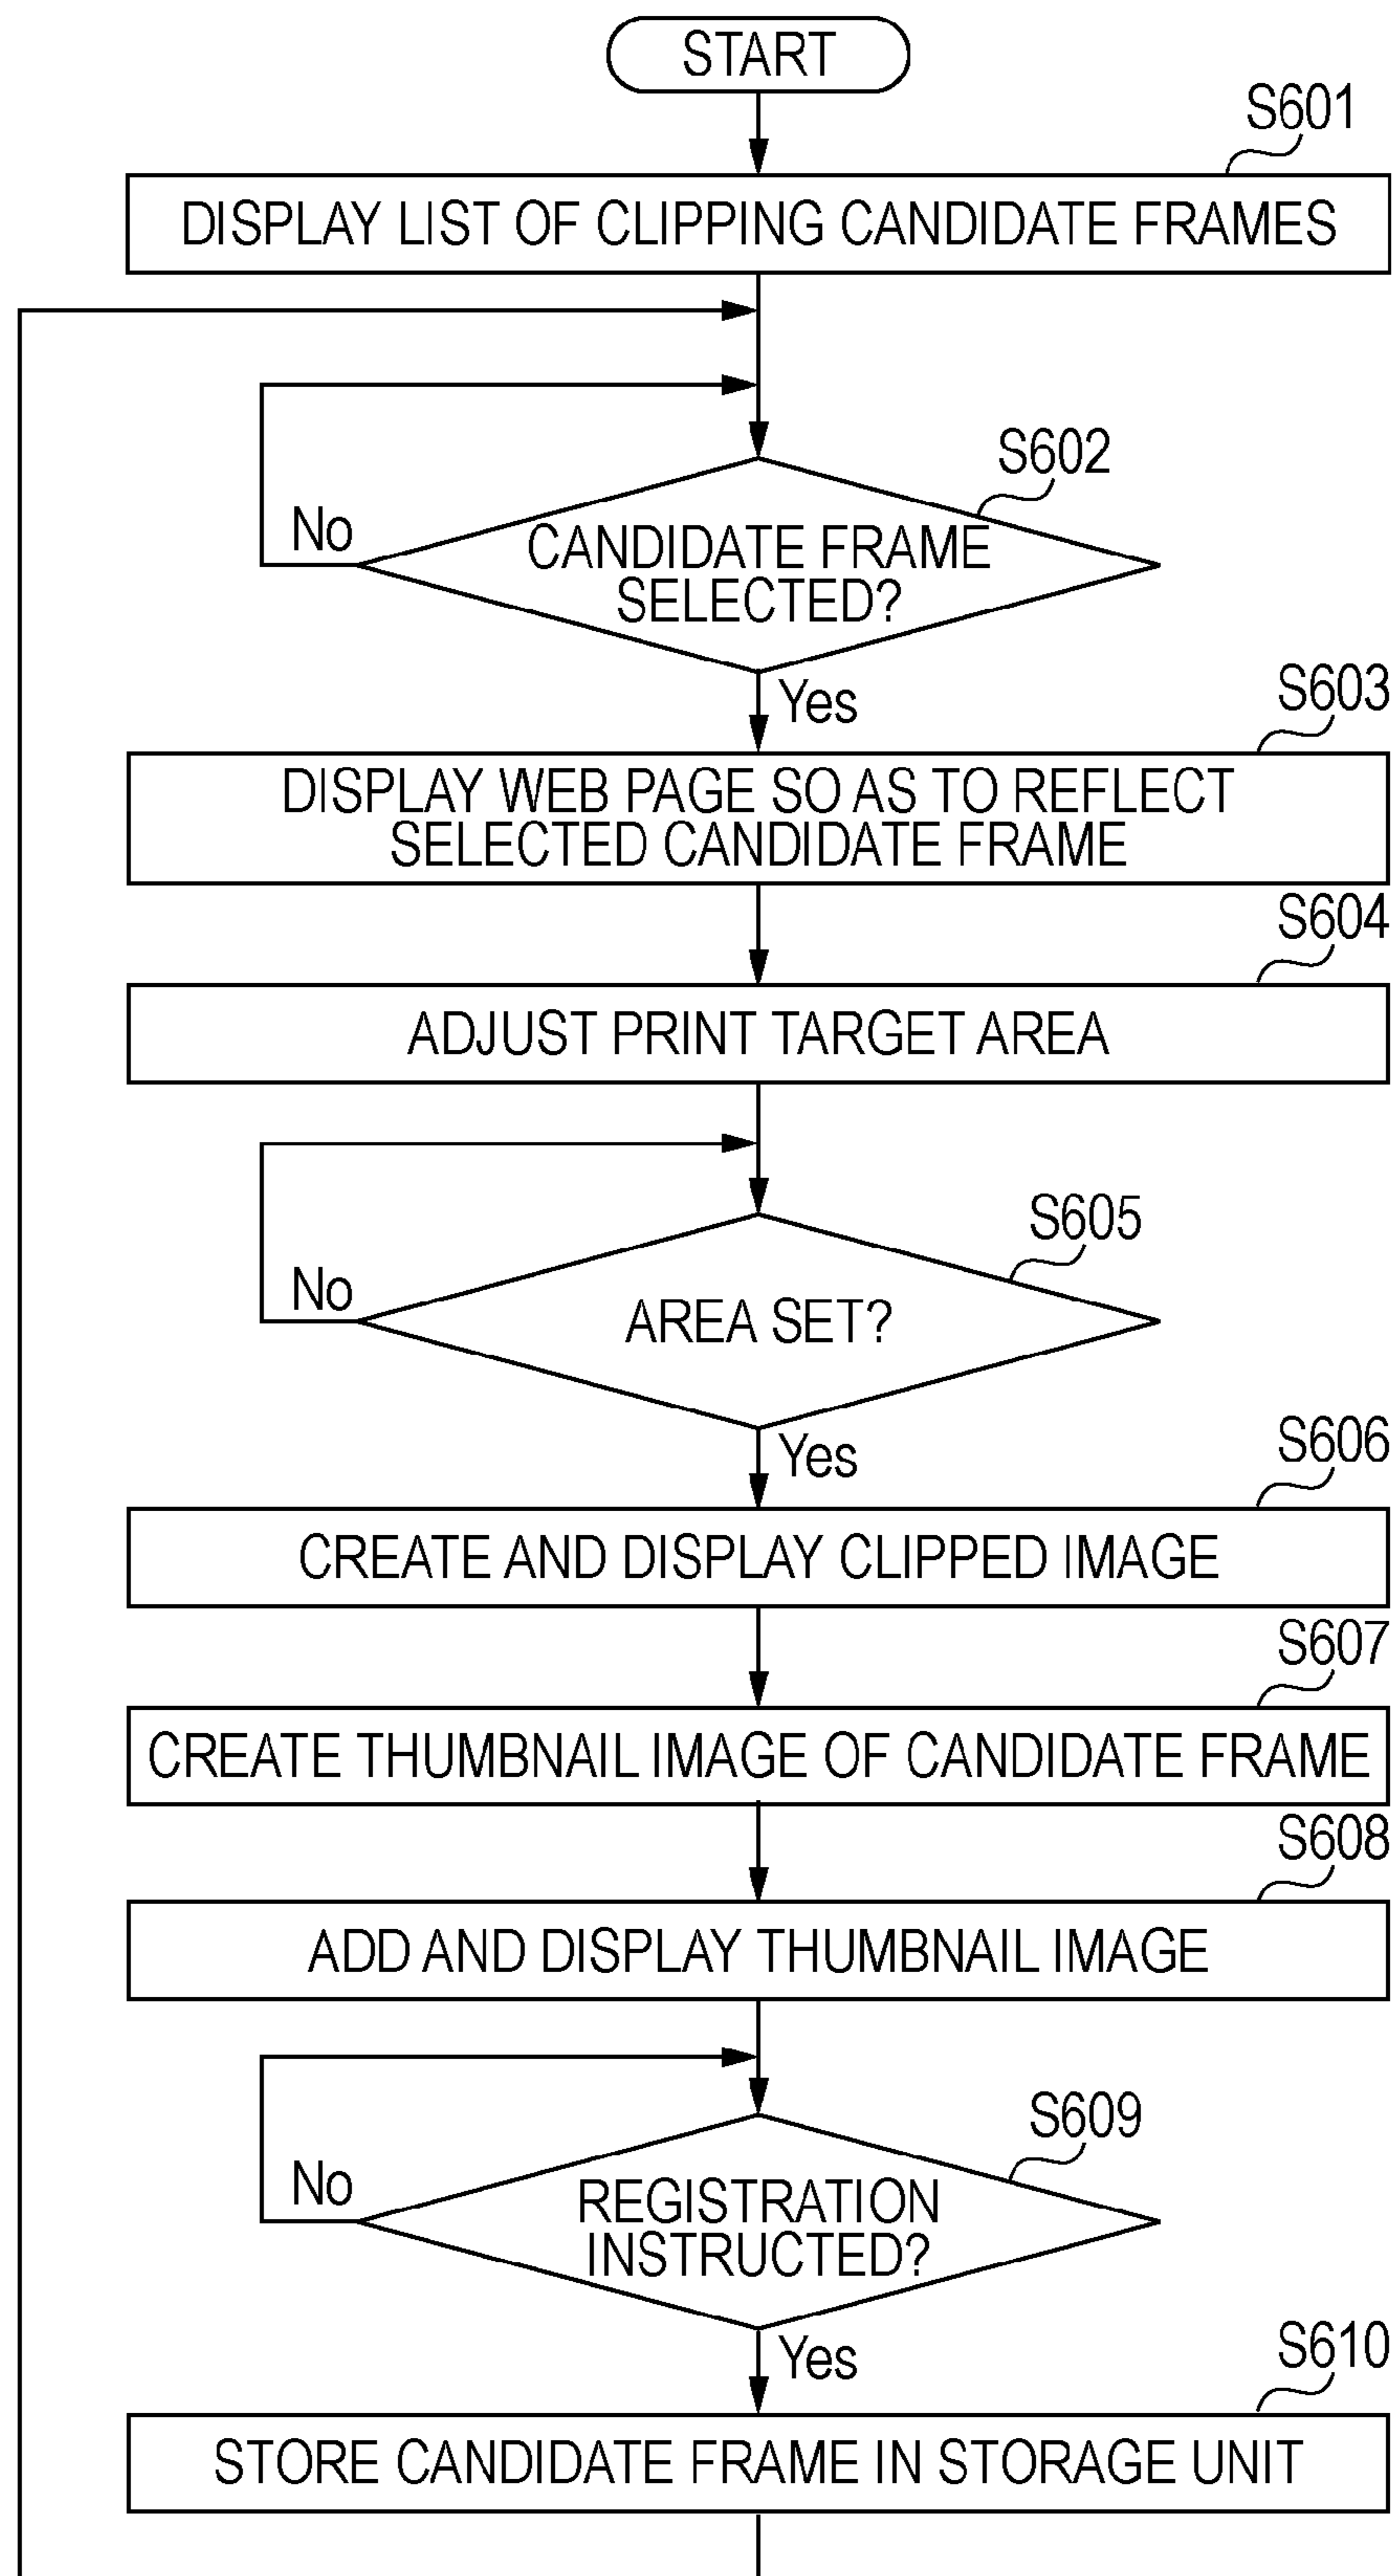 START
S601
DISPLAY LIST OF CLIPPING CANDIDATE FRAMES
S602
No
CANDIDATE FRAME
SELECTED?
Yes
S603
DISPLAY WEB PAGE SO AS TO REFLECT
SELECTED CANDIDATE FRAME
S604
ADJUST PRINT TARGET AREA
S605
No
AREA SET?
Yes
S606
CREATE AND DISPLAY CLIPPED IMAGE
S607
CREATE THUMBNAIL IMAGE OF CANDIDATE FRAME
S608
ADD AND DISPLAY THUMBNAIL IMAGE
S609
No
REGISTRATION
INSTRUCTED?
Yes
S610
STORE CANDIDATE FRAME IN STORAGE UNIT